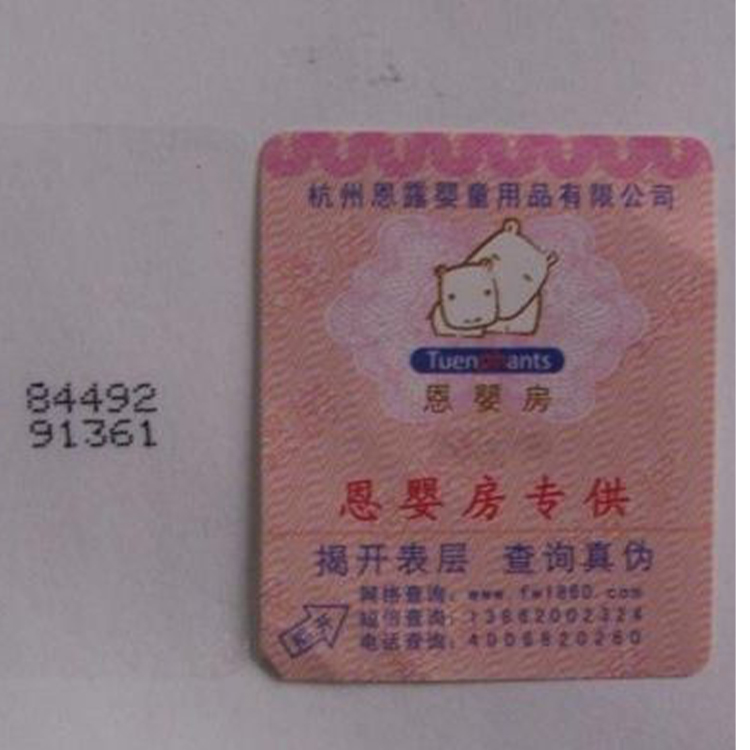 84492
91361
杭州恩露婴童用品有限公司
Tuenphants
恩婴房
恩婴房专供
揭开表层 查询真伪
网络查询：www.fw1860.com
短信查询：13662002324
电话查询：4006820260